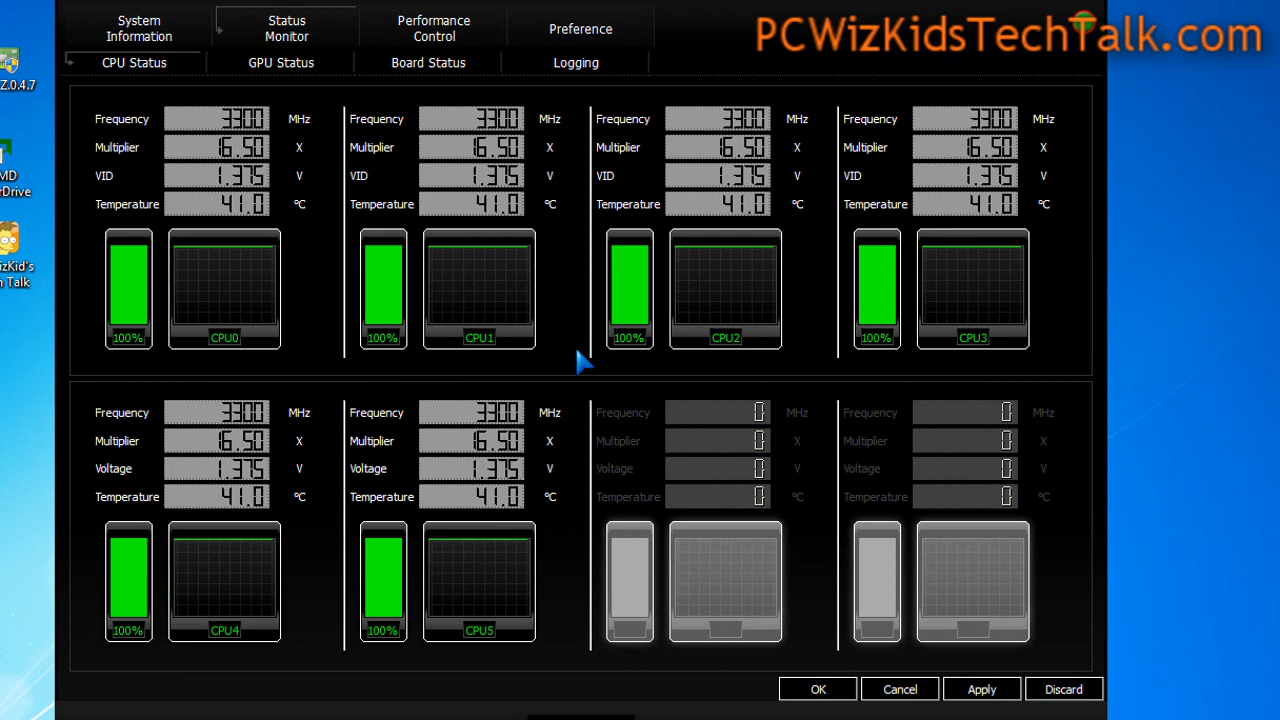 System Information
Status Monitor
Performance Control
Preference
PCWizKidsTechTalk.com
CPU Status
GPU Status
Board Status
Logging
Z.0.4.7
MD
rDrive
izKid's
n Talk
Frequency 3300 MHz
Multiplier 16.50 X
VID 1.375 V
Temperature 41.0 °C
100% CPU0
Frequency 3300 MHz
Multiplier 16.50 X
VID 1.375 V
Temperature 41.0 °C
100% CPU1
Frequency 3300 MHz
Multiplier 16.50 X
VID 1.375 V
Temperature 41.0 °C
100% CPU2
Frequency 3300 MHz
Multiplier 16.50 X
VID 1.375 V
Temperature 41.0 °C
100% CPU3
Frequency 3300 MHz
Multiplier 16.50 X
Voltage 1.375 V
Temperature 41.0 °C
100% CPU4
Frequency 3300 MHz
Multiplier 16.50 X
Voltage 1.375 V
Temperature 41.0 °C
100% CPU5
Frequency 0 MHz
Multiplier 0 X
Voltage 0 V
Temperature 0 °C
Frequency 0 MHz
Multiplier 0 X
Voltage 0 V
Temperature 0 °C
OK
Cancel
Apply
Discard